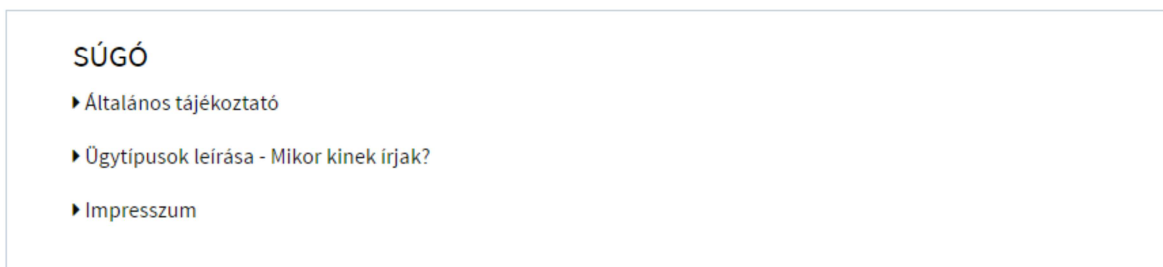 SÚGÓ
Általános tájékoztató
Ügytípusok leírása - Mikor kinek írjak?
Impresszum